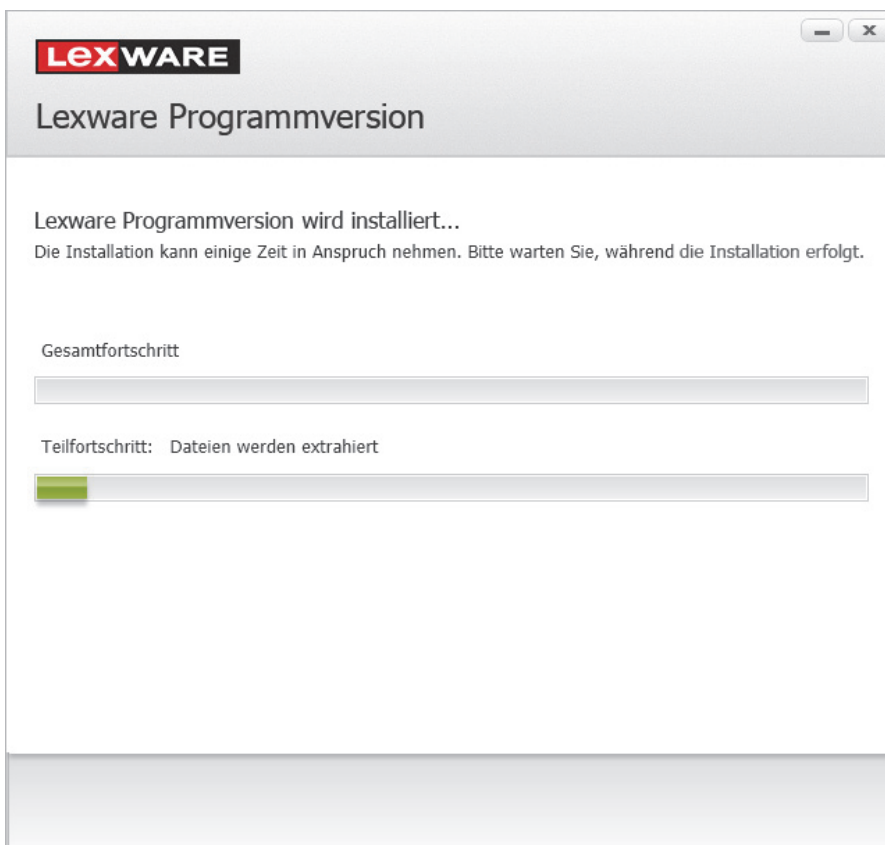 LEXWARE
Lexware Programmversion
Lexware Programmversion wird installiert...
Die Installation kann einige Zeit in Anspruch nehmen. Bitte warten Sie, während die Installation erfolgt.
Gesamtfortschritt
Teilfortschritt: Dateien werden extrahiert